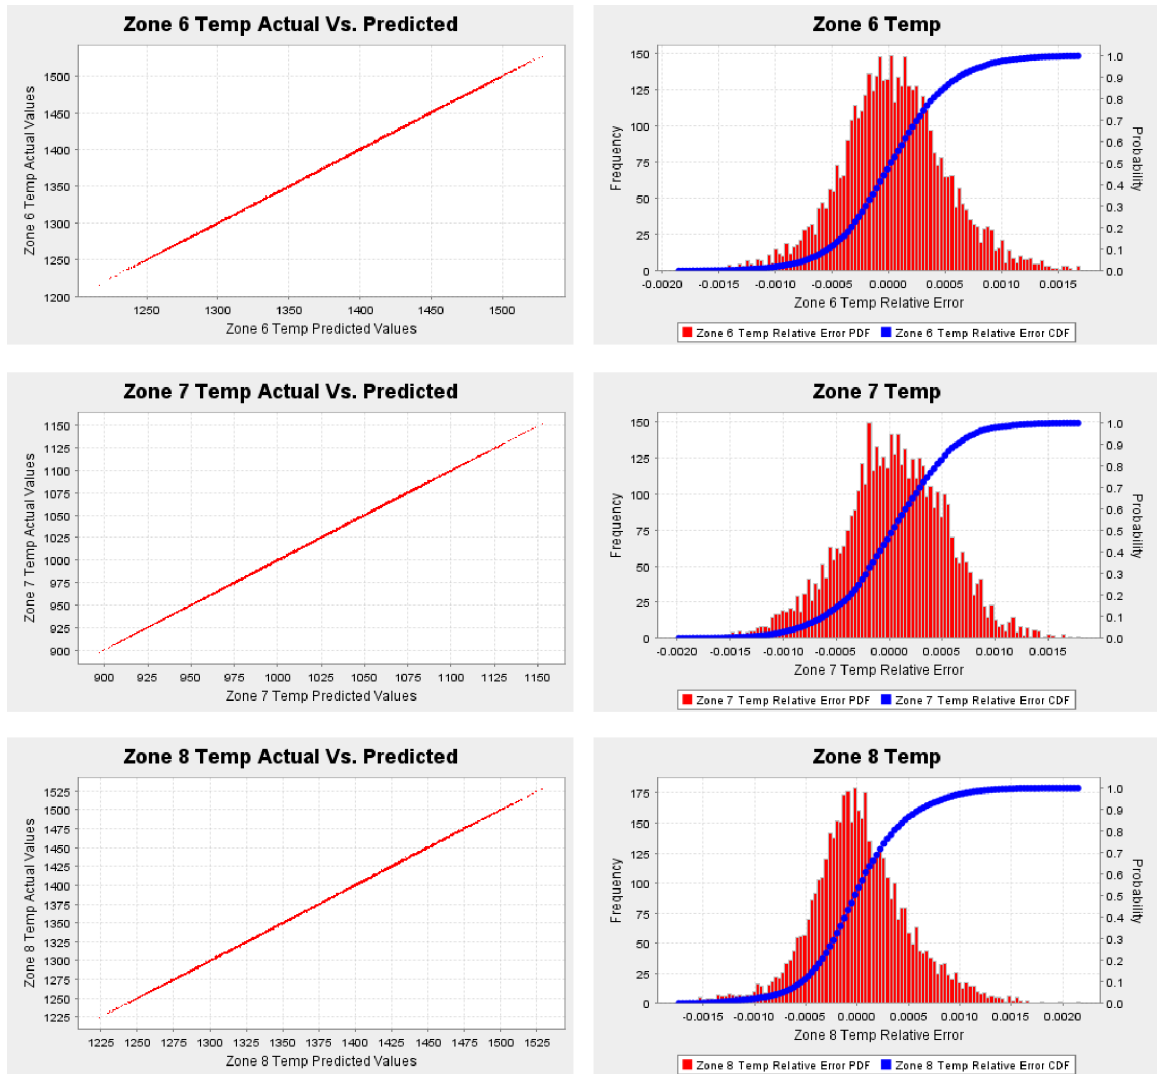 Zone 6 Temp Actual Vs. Predicted
Zone 6 Temp Actual Values
1500
1450
1400
1350
1300
1250
1200
1250 1300 1350 1400 1450 1500
Zone 6 Temp Predicted Values
Zone 6 Temp
Frequency
150
125
100
75
50
25
0
1.0
0.9
0.8
0.7
0.6
0.5
0.4
0.3
0.2
0.1
0.0
Probability
-0.0020 -0.0015 -0.0010 -0.0005 0.0000 0.0005 0.0010 0.0015
Zone 6 Temp Relative Error
Zone 6 Temp Relative Error PDF Zone 6 Temp Relative Error CDF
Zone 7 Temp Actual Vs. Predicted
Zone 7 Temp Actual Values
1150
1125
1100
1075
1050
1025
1000
975
950
925
900
900 925 950 975 1000 1025 1050 1075 1100 1125 1150
Zone 7 Temp Predicted Values
Zone 7 Temp
Frequency
150
125
100
75
50
25
0
1.0
0.9
0.8
0.7
0.6
0.5
0.4
0.3
0.2
0.1
0.0
Probability
-0.0020 -0.0015 -0.0010 -0.0005 0.0000 0.0005 0.0010 0.0015
Zone 7 Temp Relative Error
Zone 7 Temp Relative Error PDF Zone 7 Temp Relative Error CDF
Zone 8 Temp Actual Vs. Predicted
Zone 8 Temp Actual Values
1525
1500
1475
1450
1425
1400
1375
1350
1325
1300
1275
1250
1225
1225 1250 1275 1300 1325 1350 1375 1400 1425 1450 1475 1500 1525
Zone 8 Temp Predicted Values
Zone 8 Temp
Frequency
175
150
125
100
75
50
25
0
1.0
0.9
0.8
0.7
0.6
0.5
0.4
0.3
0.2
0.1
0.0
Probability
-0.0015 -0.0010 -0.0005 0.0000 0.0005 0.0010 0.0015 0.0020
Zone 8 Temp Relative Error
Zone 8 Temp Relative Error PDF Zone 8 Temp Relative Error CDF